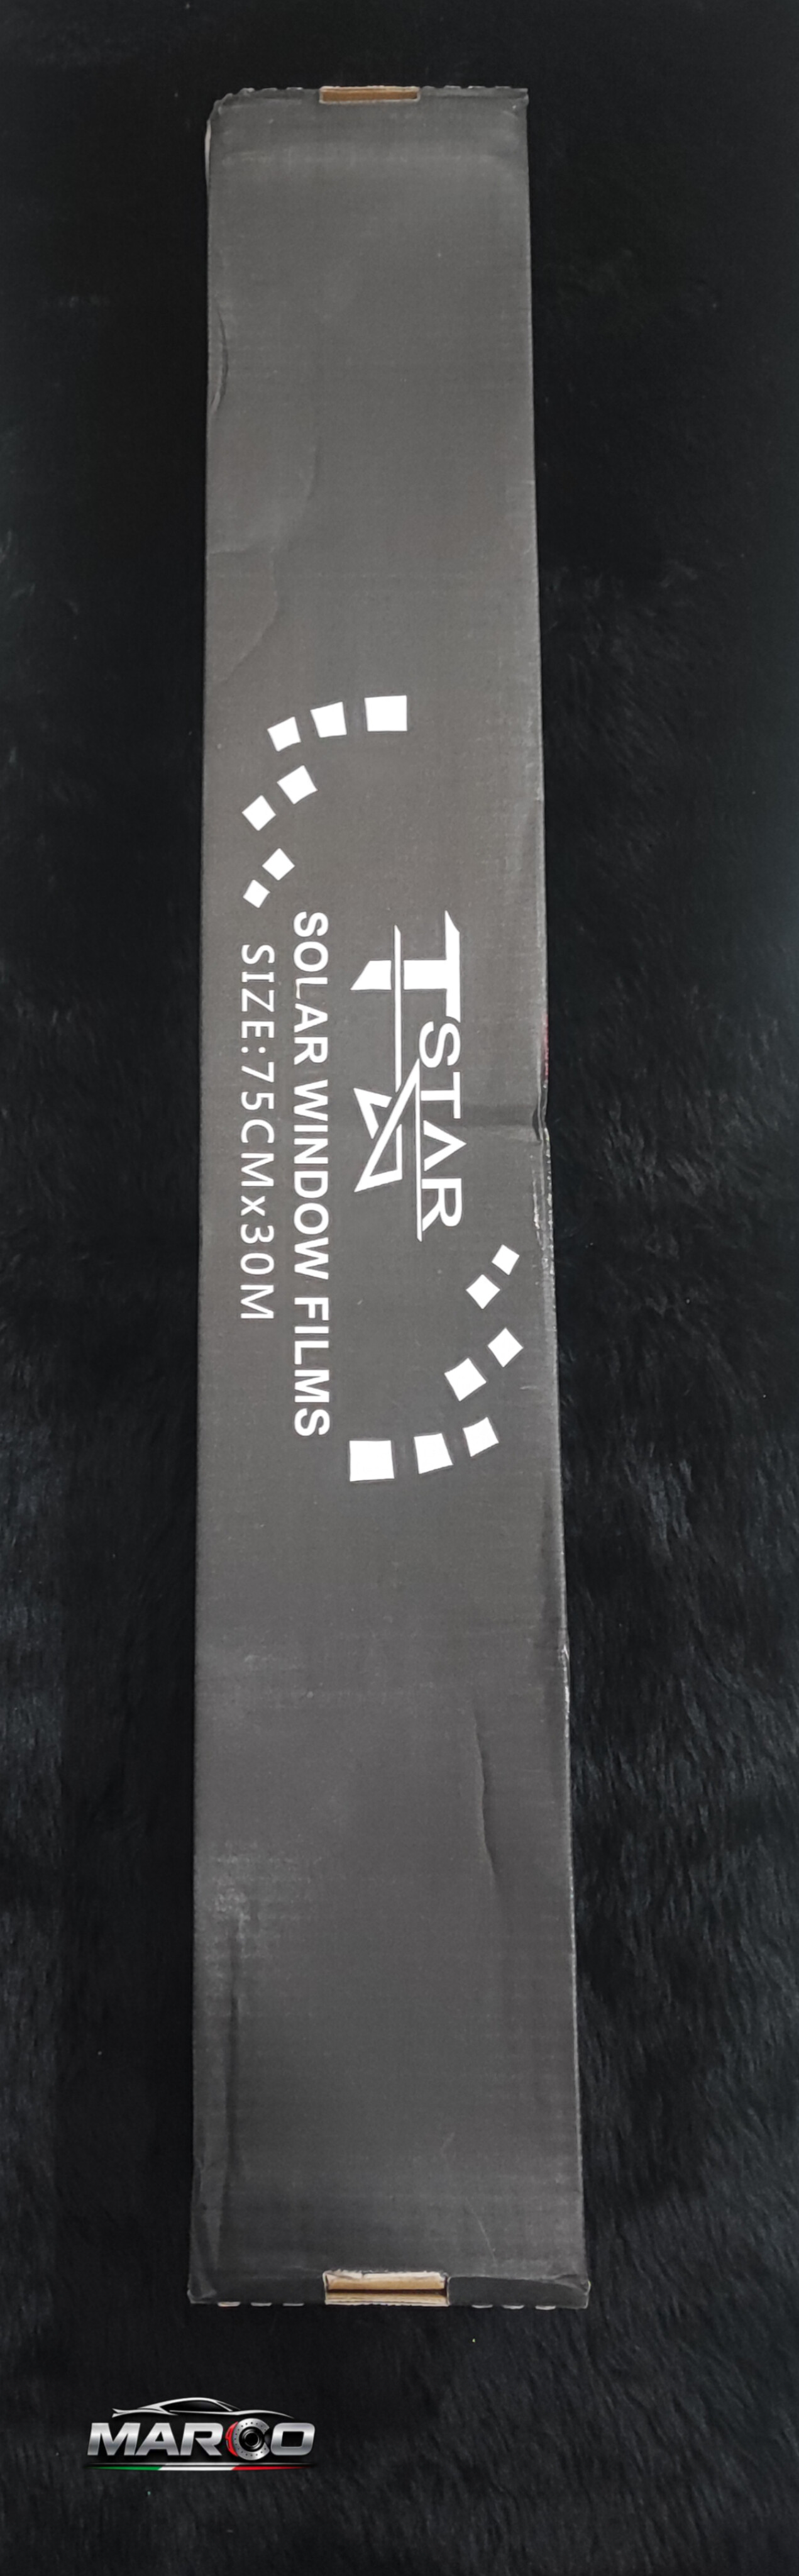 TSTAR
SOLAR WINDOW FILMS
SIZE:75CMx30M
MARCO